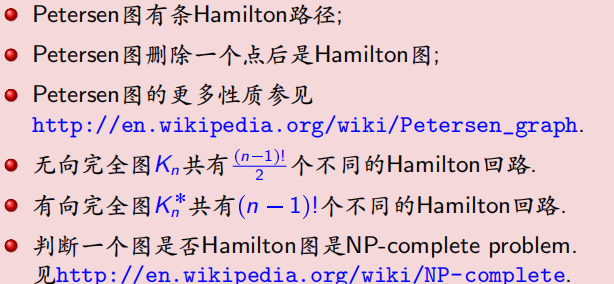 Petersen图有条Hamilton路径;
Petersen图删除一个点后是Hamilton图;
Petersen图的更多性质参见
http://en.wikipedia.org/wiki/Petersen_graph.
无向完全图Kₙ共有(n−1)!/2个不同的Hamilton回路.
有向完全图Kₙ*共有(n − 1)!个不同的Hamilton回路.
判断一个图是否Hamilton图是NP-complete problem.
见http://en.wikipedia.org/wiki/NP-complete.